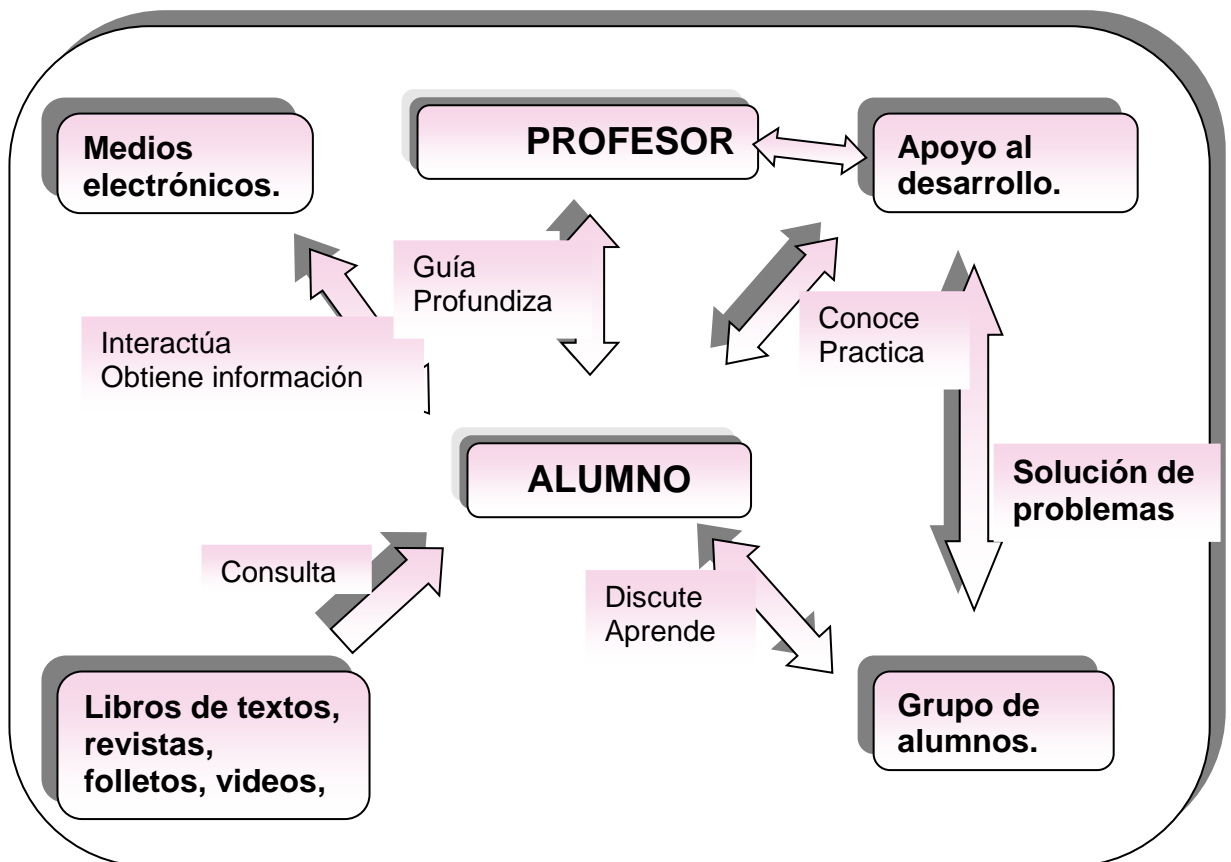 Medios
electrónicos.
PROFESOR
Apoyo al
desarrollo.
Guía
Profundiza
Conoce
Practica
Interactúa
Obtiene información
ALUMNO
Solución de
problemas
Consulta
Discute
Aprende
Libros de textos,
revistas,
folletos, videos,
Grupo de
alumnos.